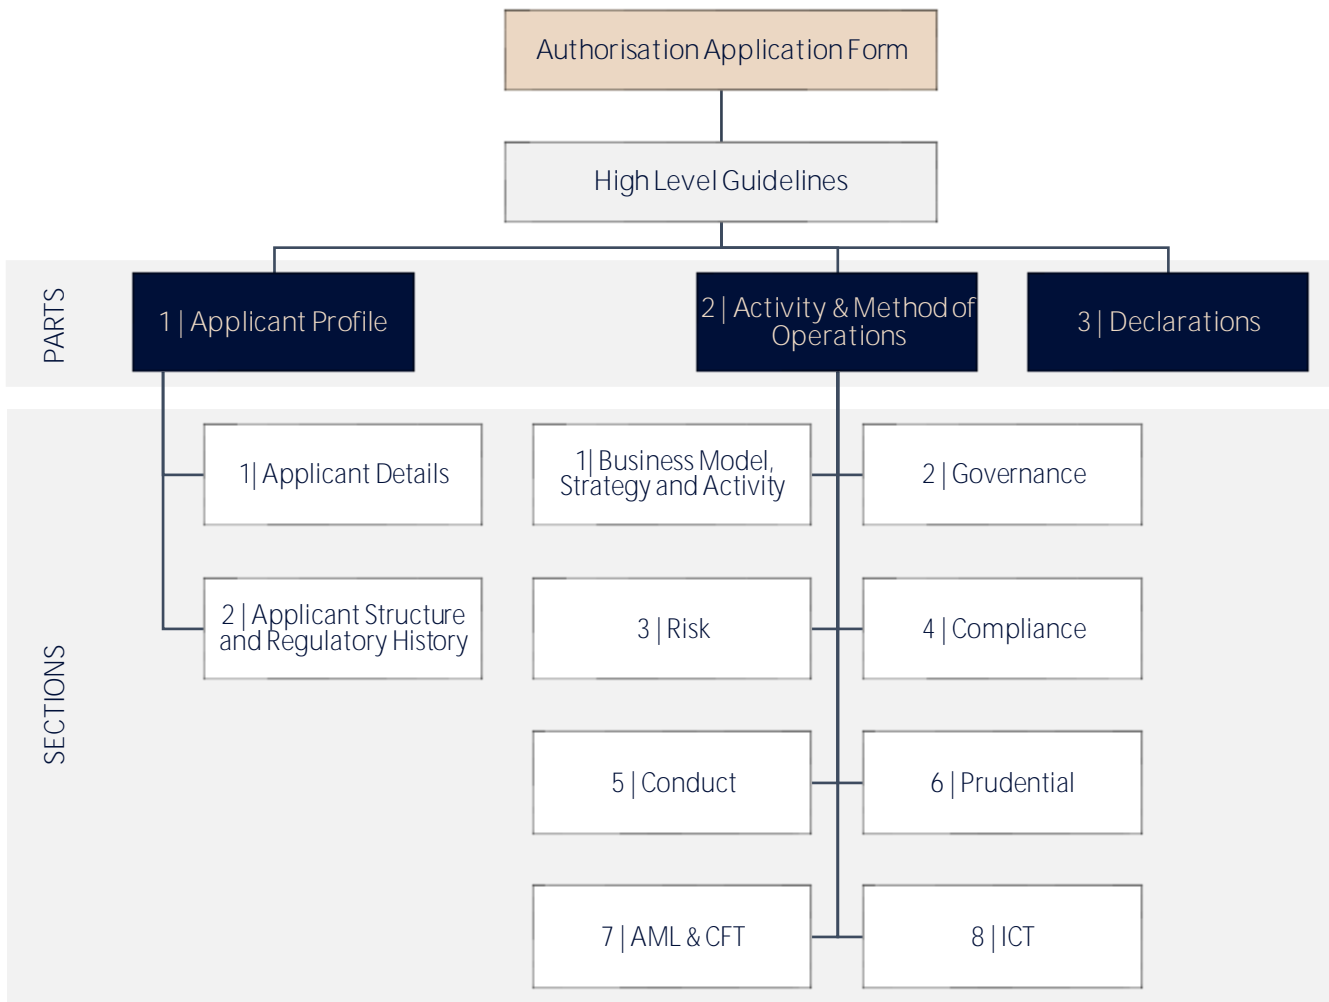 Authorisation Application Form
High Level Guidelines
PARTS
1 | Applicant Profile
2 | Activity & Method of
Operations
3 | Declarations
SECTIONS
1| Applicant Details
2 | Applicant Structure
and Regulatory History
1| Business Model,
Strategy and Activity
2 | Governance
3 | Risk
4 | Compliance
5 | Conduct
6 | Prudential
7 | AML & CFT
8 | ICT